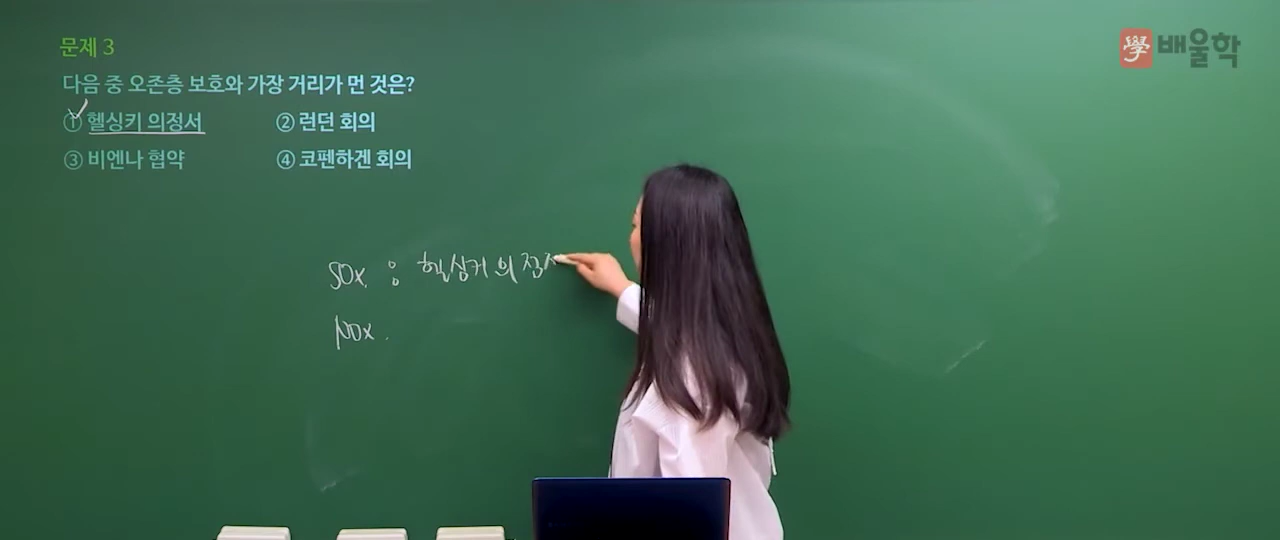 문제 3
學 배울학
다음 중 오존층 보호와 가장 거리가 먼 것은?
① 헬싱키 의정서 ② 런던 회의
③ 비엔나 협약 ④ 코펜하겐 회의
SOx. : 헬싱키 의정
NOx.